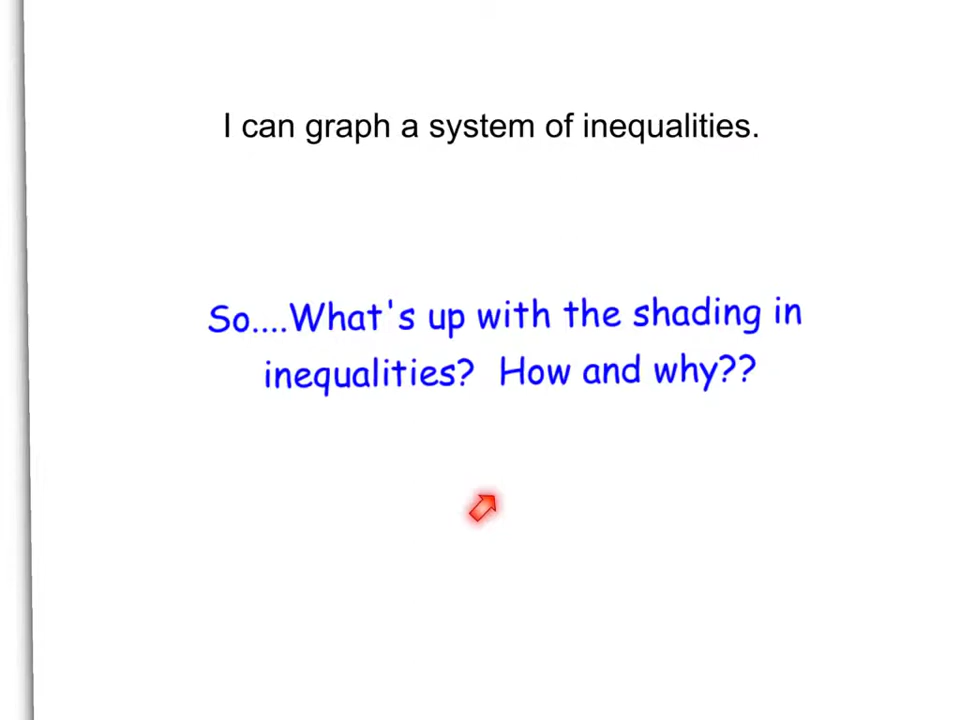 I can graph a system of inequalities.
So....What's up with the shading in
inequalities? How and why??